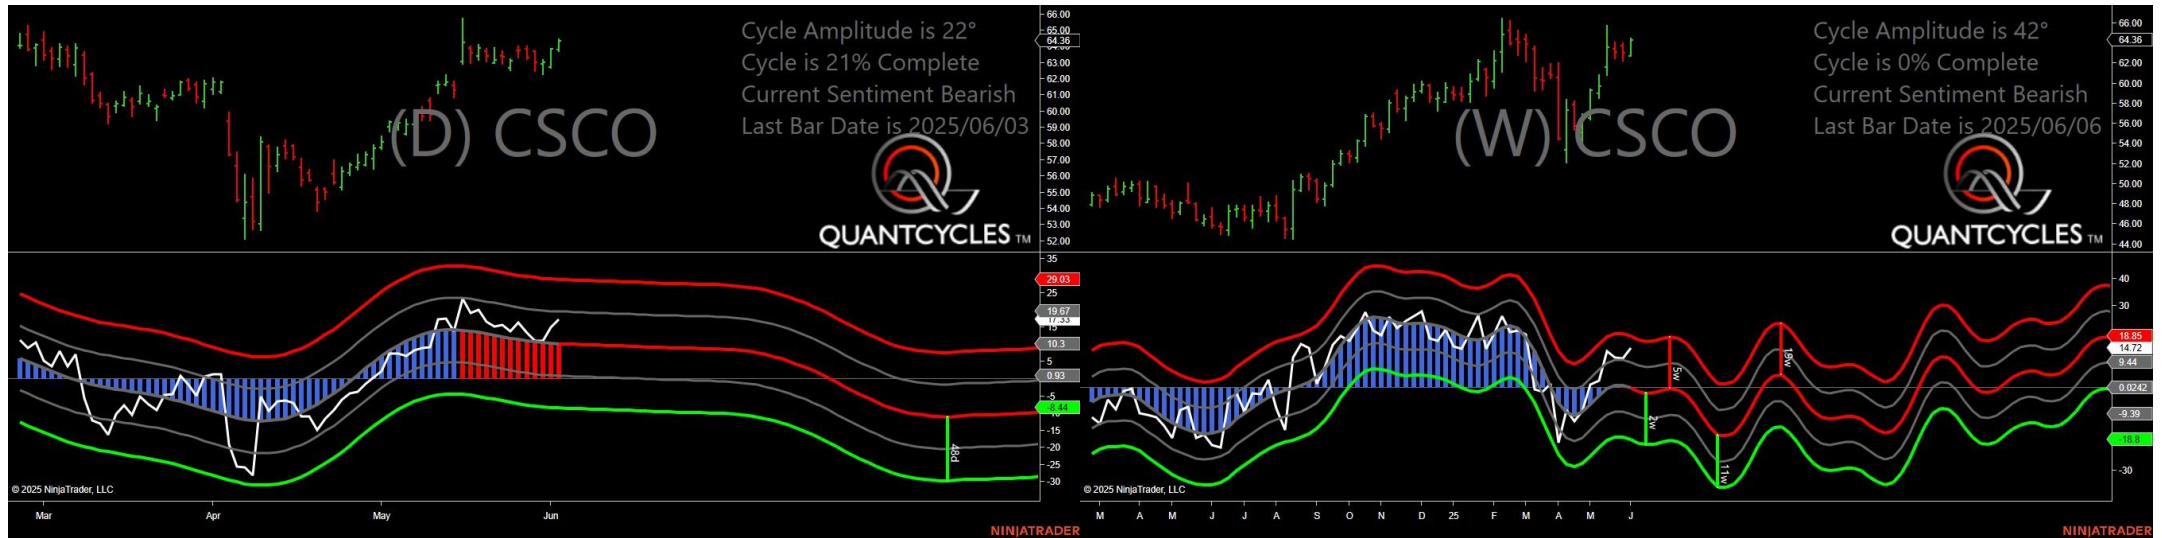 Cycle Amplitude is 22°
Cycle is 21% Complete
Current Sentiment Bearish
Last Bar Date is 2025/06/03
(D) CSCO
QUANTCYCLES TM
66.00
65.00
64.36
63.00
62.00
61.00
60.00
59.00
58.00
57.00
56.00
55.00
54.00
53.00
52.00
35
29.03
25
19.67
17.33
15
10.3
5
0.93
-5
-8.44
-15
-20
-25
-30
48d
© 2025 NinjaTrader, LLC
Mar Apr May Jun
NINJATRADER
Cycle Amplitude is 42°
Cycle is 0% Complete
Current Sentiment Bearish
Last Bar Date is 2025/06/06
(W) CSCO
QUANTCYCLES TM
66.00
64.36
62.00
60.00
58.00
56.00
54.00
52.00
50.00
48.00
46.00
44.00
40
30
18.85
14.72
9.44
0.0242
-9.39
-18.8
-30
5w
2w
11w
18w
© 2025 NinjaTrader, LLC
M A M J J A S O N D 25 F M A M J
NINJATRADER